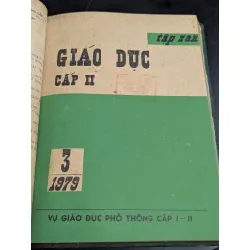 tập san
GIÁO DỤC
CẤP II
3
1979
VỤ GIÁO DỤC PHỔ THÔNG CẤP I—II